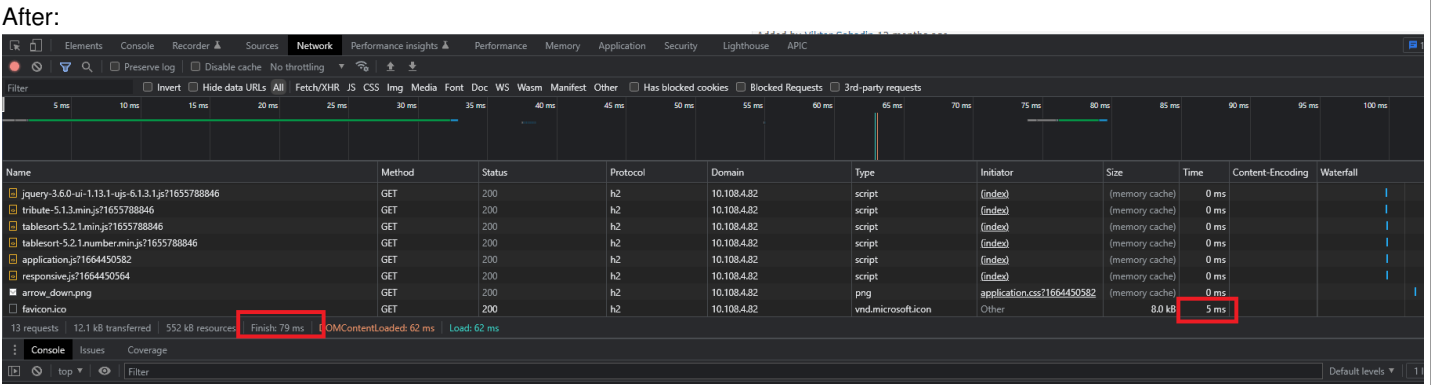 After:
Elements Console Recorder Sources Network Performance insights Performance Memory Application Security Lighthouse APIC 1
Preserve log Disable cache No throttling
Filter Invert Hide data URLs All Fetch/XHR JS CSS Img Media Font Doc WS Wasm Manifest Other Has blocked cookies Blocked Requests 3rd-party requests
5 ms 10 ms 15 ms 20 ms 25 ms 30 ms 35 ms 40 ms 45 ms 50 ms 55 ms 60 ms 65 ms 70 ms 75 ms 80 ms 85 ms 90 ms 95 ms 100 ms
Name Method Status Protocol Domain Type Initiator Size Time Content-Encoding Waterfall
jquery-3.6.0-ui-1.13.1-ujs-6.1.3.1.js?1655788846 GET 200 h2 10.108.4.82 script (index) (memory cache) 0 ms
tribute-5.1.3.min.js?1655788846 GET 200 h2 10.108.4.82 script (index) (memory cache) 0 ms
tablesort-5.2.1.min.js?1655788846 GET 200 h2 10.108.4.82 script (index) (memory cache) 0 ms
tablesort-5.2.1.number.min.js?1655788846 GET 200 h2 10.108.4.82 script (index) (memory cache) 0 ms
application.js?1664450582 GET 200 h2 10.108.4.82 script (index) (memory cache) 0 ms
responsive.js?1664450564 GET 200 h2 10.108.4.82 script (index) (memory cache) 0 ms
arrow_down.png GET 200 h2 10.108.4.82 png application.css?1664450582 (memory cache) 0 ms
favicon.ico GET 200 h2 10.108.4.82 vnd.microsoft.icon Other 8.0 kB 5 ms
13 requests 12.1 kB transferred 552 kB resources Finish: 79 ms DOMContentLoaded: 62 ms Load: 62 ms
Console Issues Coverage
top Filter Default levels 1